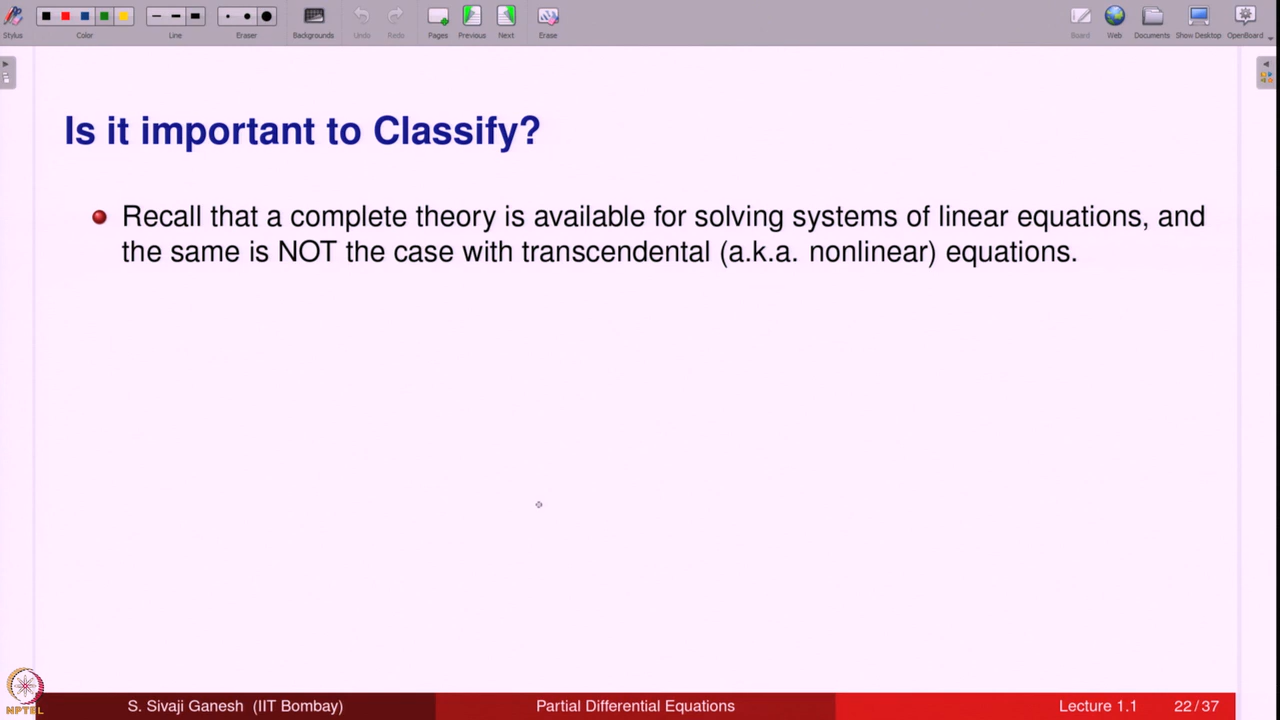 Stylus Color Line Eraser Backgrounds Undo Redo Pages Previous Next Erase Board Web Documents Show Desktop OpenBoard
Is it important to Classify?
Recall that a complete theory is available for solving systems of linear equations, and
the same is NOT the case with transcendental (a.k.a. nonlinear) equations.
NPTEL
S. Sivaji Ganesh (IIT Bombay) Partial Differential Equations Lecture 1.1 22/37